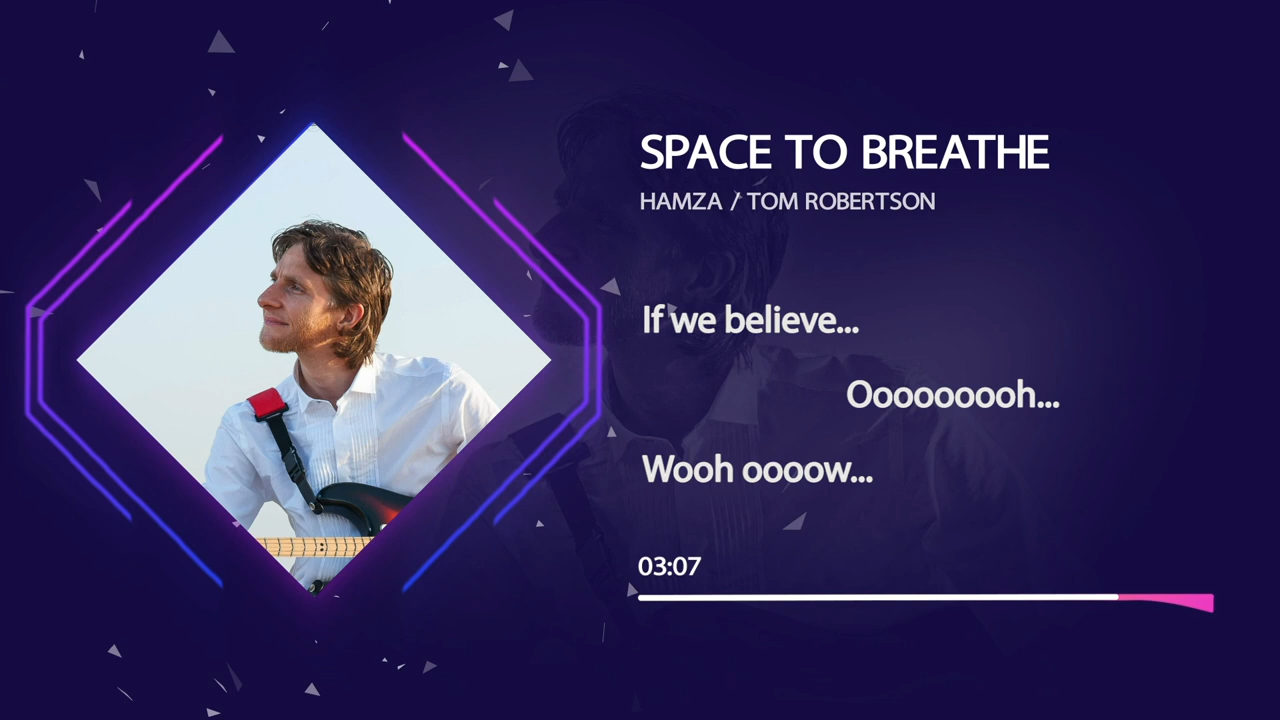 SPACE TO BREATHE
HAMZA / TOM ROBERTSON
If we believe...
Ooooooooh...
Wooh oooow...
03:07